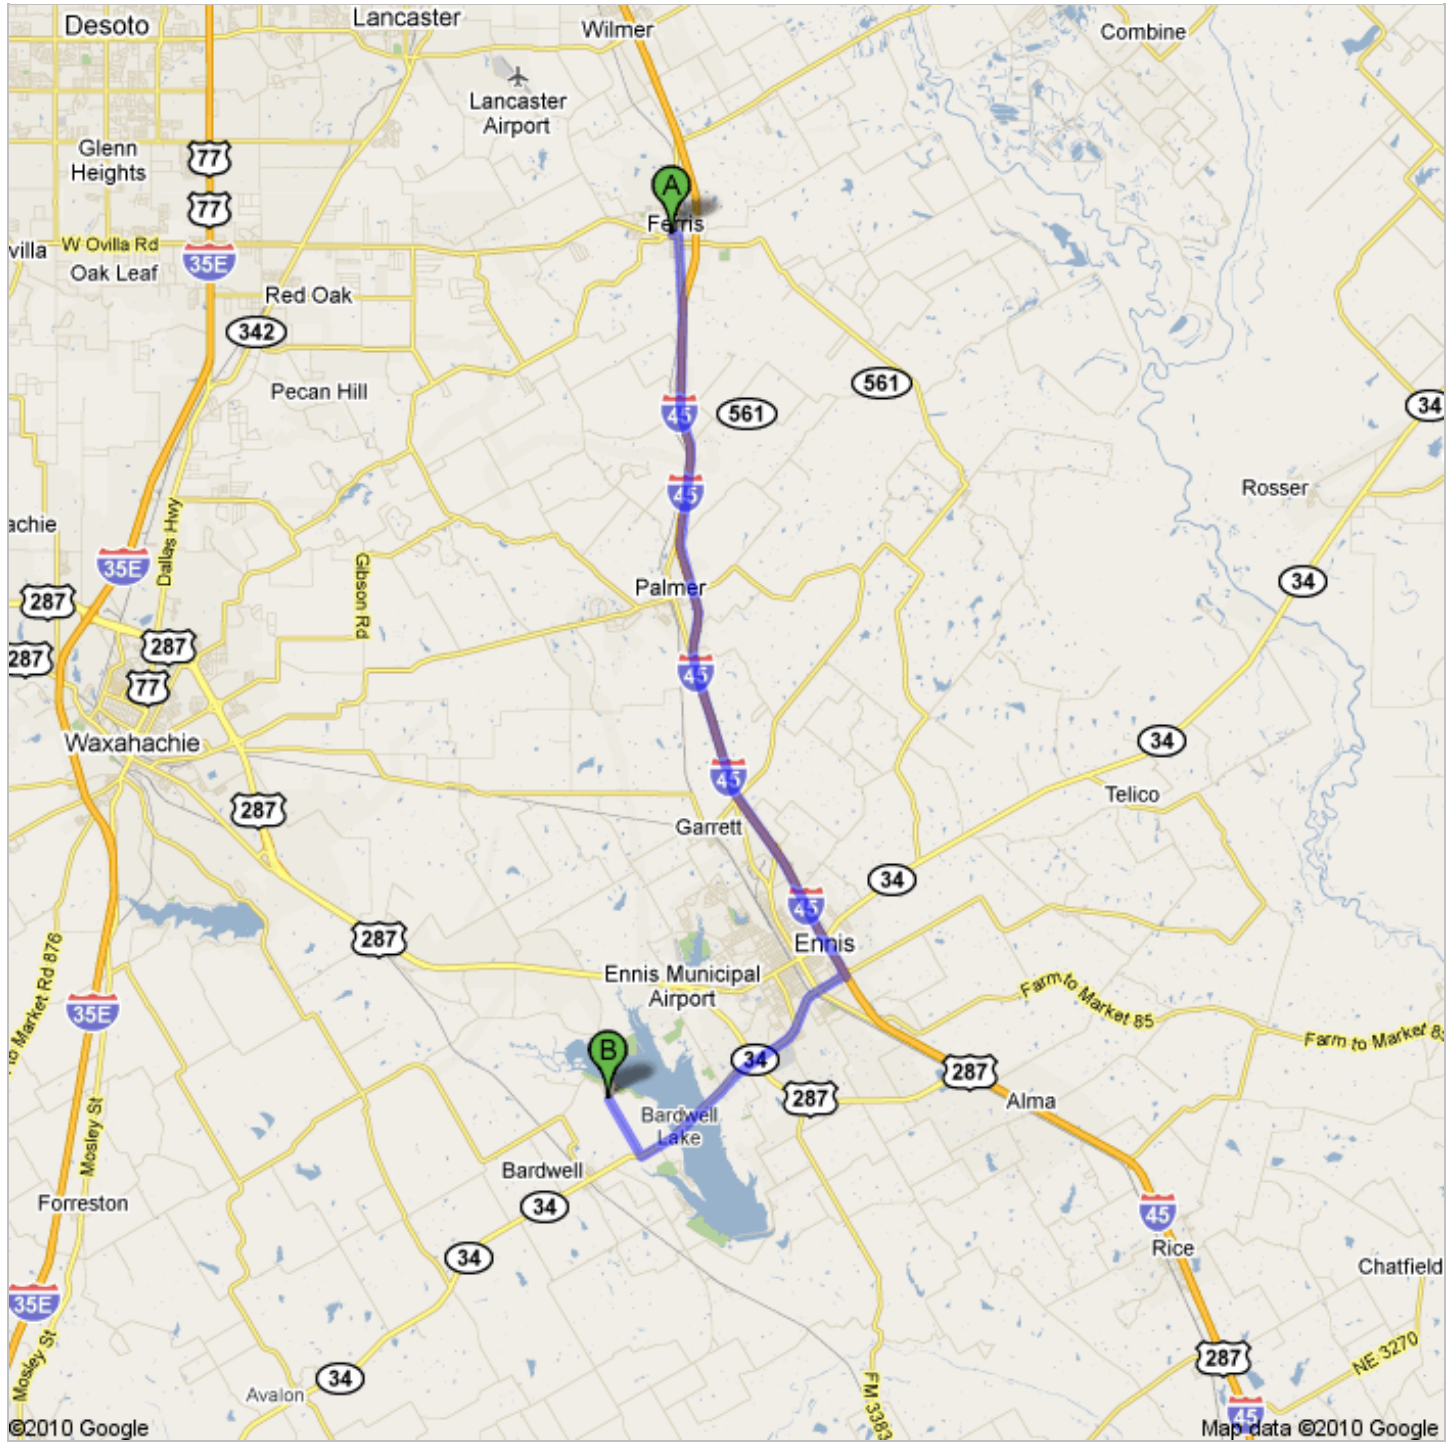 Desoto
Lancaster
Wilmer
Combine
Lancaster
Airport
Glenn
Heights
77
77
A
Ferris
villa
W Ovilla Rd
35E
Oak Leaf
Red Oak
342
Pecan Hill
561
45
561
34
45
Rosser
achie
Dallas Hwy
Gibson Rd
35E
34
287
Palmer
287
287
77
45
Waxahachie
34
45
Telico
287
Garrett
34
45
Ennis
287
Ennis Municipal
Airport
to Market Rd 876
35E
Farm to Market 85
Farm to Market 8
B
34
287
287
Alma
Bardwell
Lake
Mosley St
Bardwell
Forreston
34
45
Rice
34
Chatfield
35E
Mosley St
34
287
NE 3270
Avalon
FM 3383
45
©2010 Google
Map data ©2010 Google